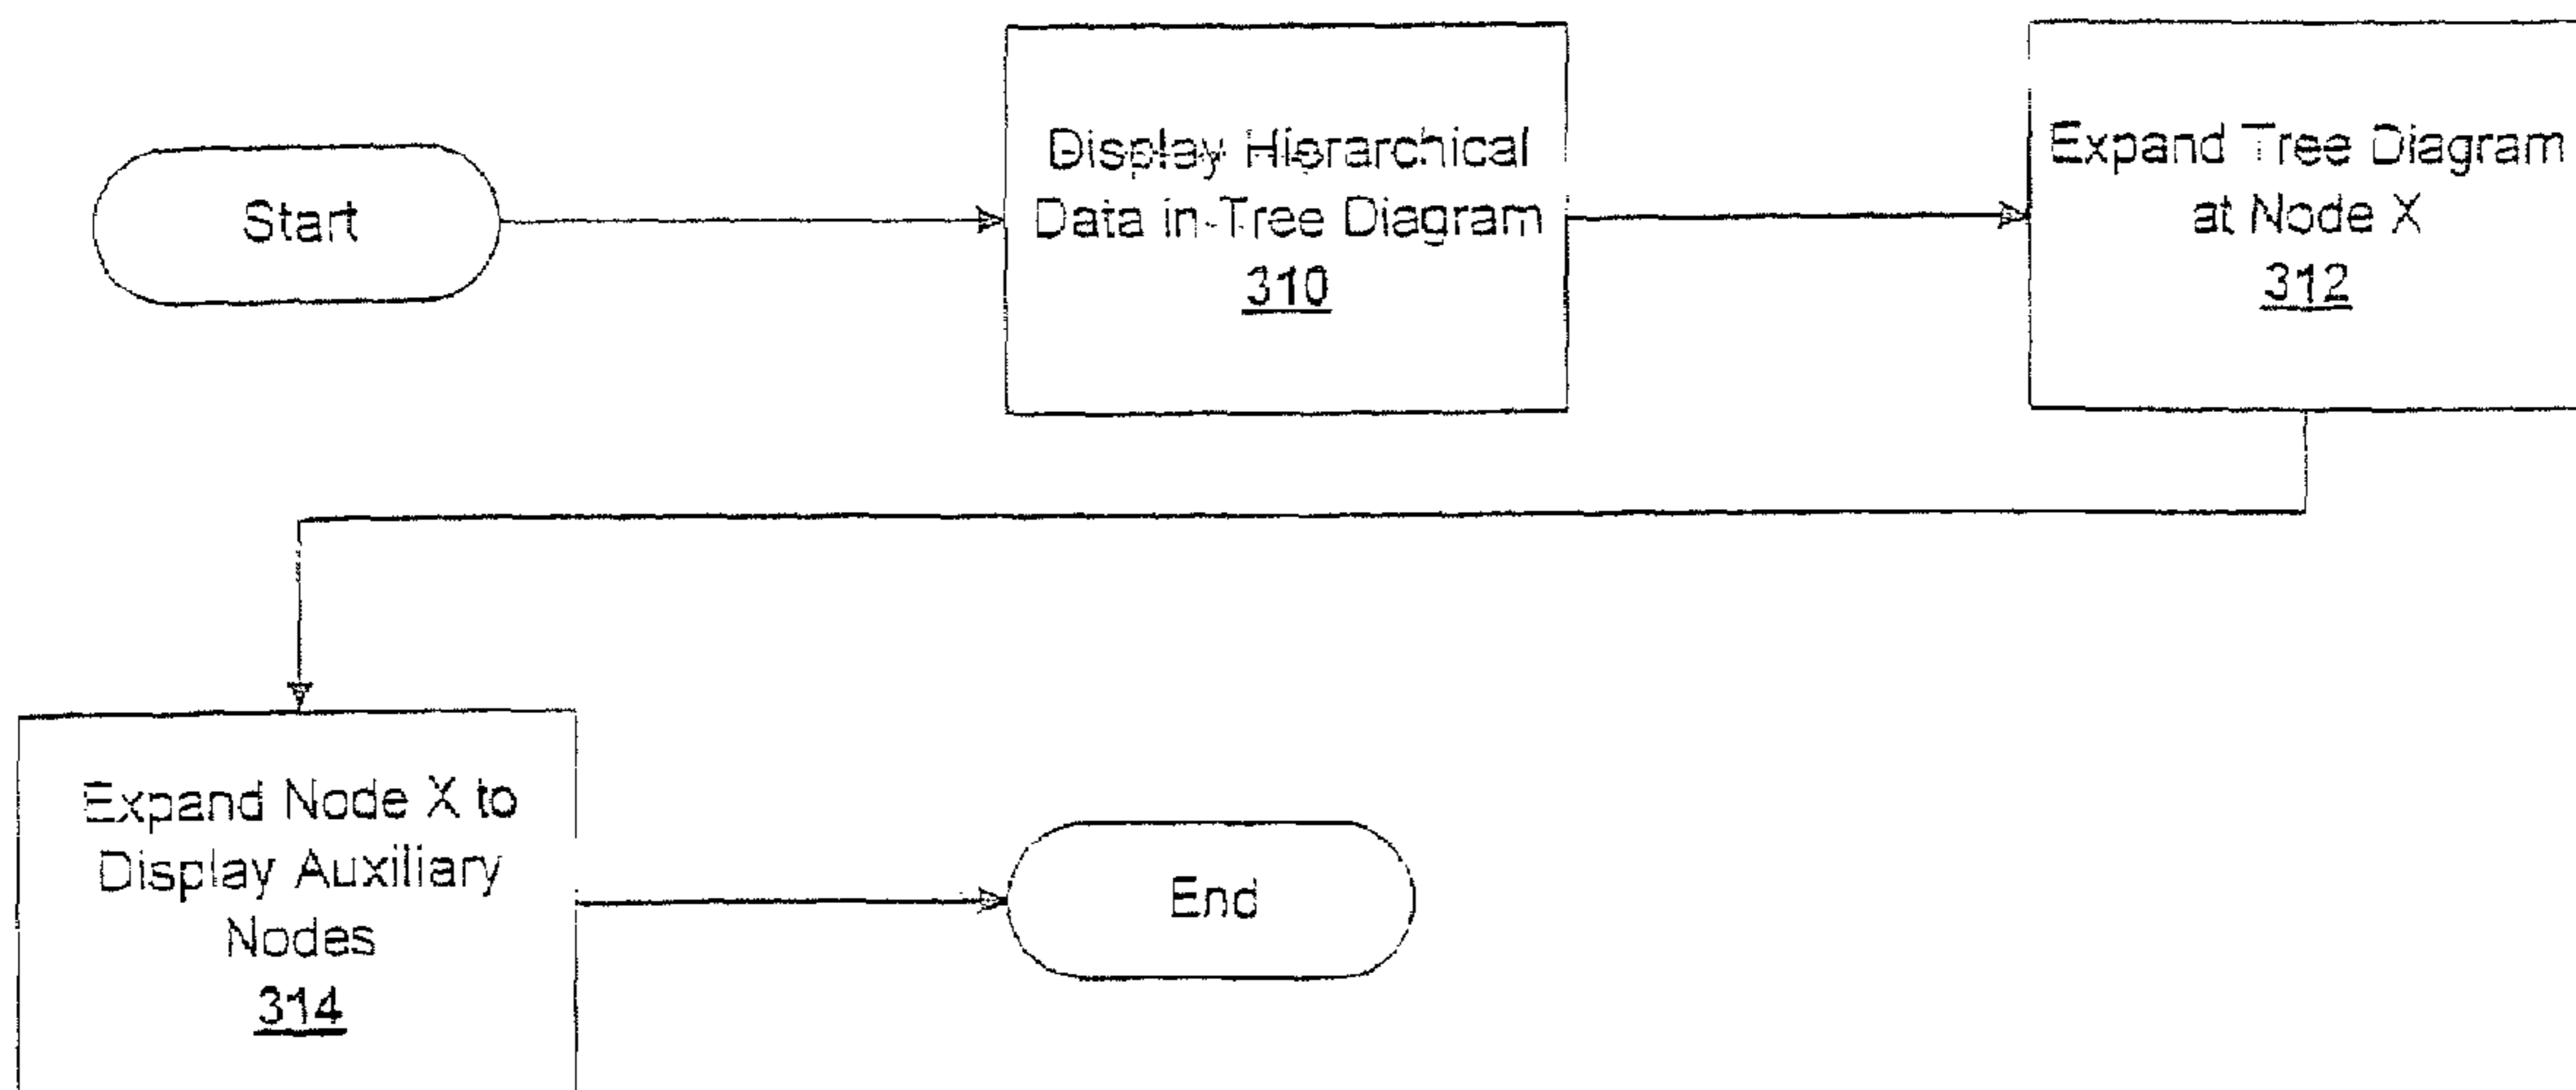 Start
Display Hierarchical
Data in Tree Diagram
310
Expand Tree Diagram
at Node X
312
Expand Node X to
Display Auxiliary
Nodes
314
End